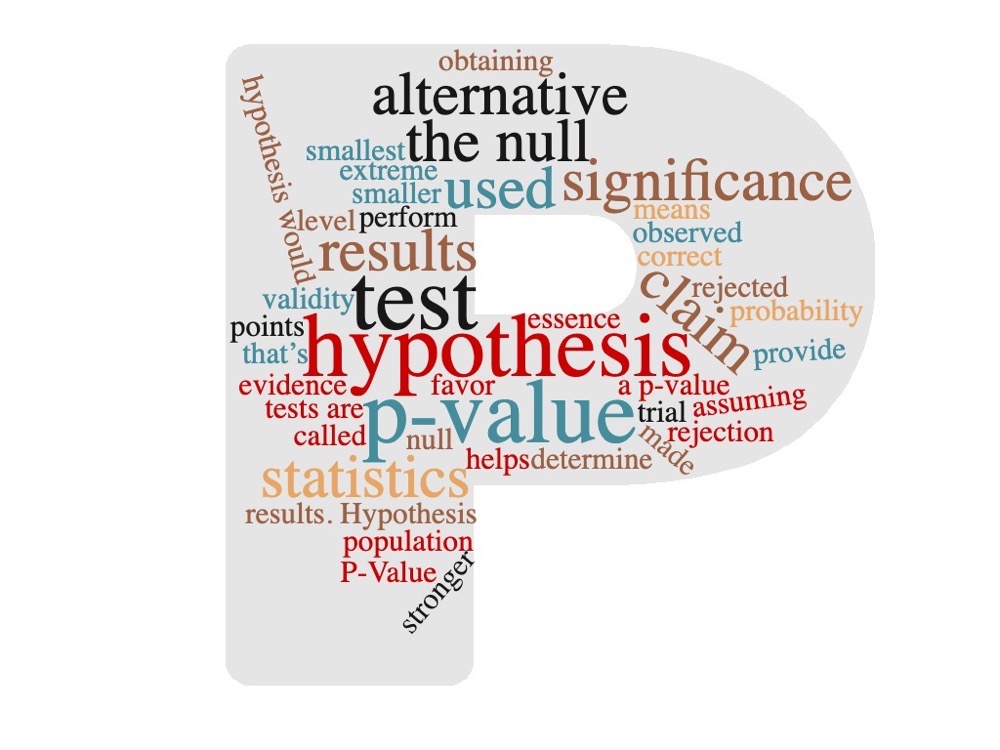 obtaining
alternative
the null
hypothesis would
smallest
extreme
smaller
used
significance
level
perform
means
observed
results
correct
claim
rejected
validity
test
probability
points
essence
that's
hypothesis
provide
evidence
favor
a p-value
tests are
p-value
trial
assuming
called
null
made
rejection
helps
determine
statistics
results. Hypothesis
population
P-Value
stronger